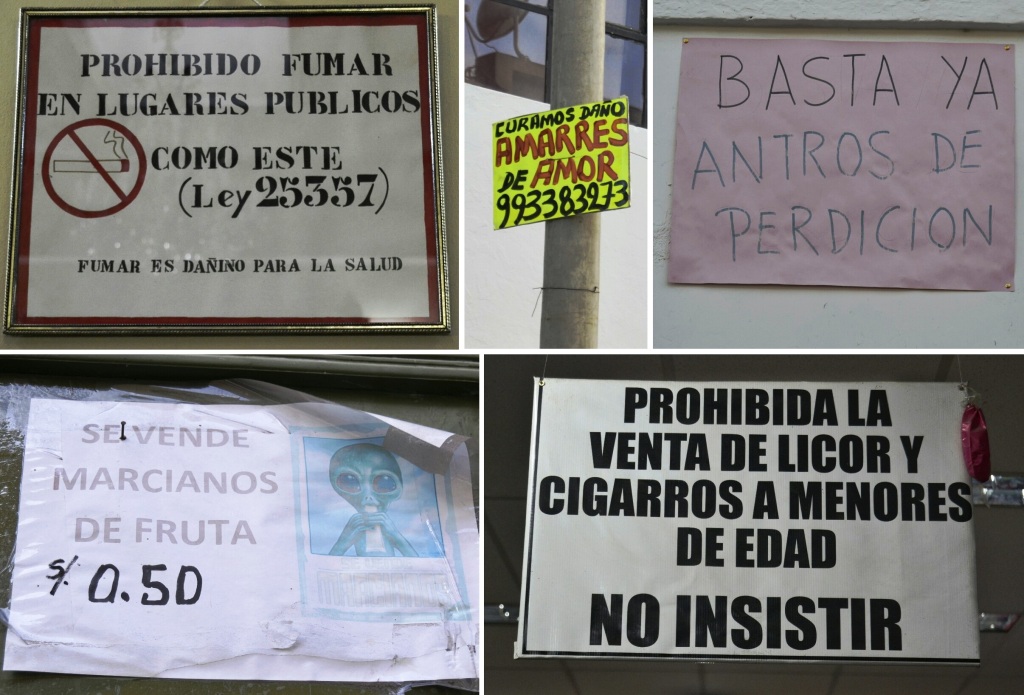 PROHIBIDO FUMAR
EN LUGARES PUBLICOS
COMO ESTE
(Ley 25357)
FUMAR ES DAÑINO PARA LA SALUD
CURAMOS DAÑO
AMARRES
DE AMOR
993383273
BASTA YA
ANTROS DE
PERDICION
SE VENDE
MARCIANOS
DE FRUTA
S/. 0.50
PROHIBIDA LA
VENTA DE LICOR Y
CIGARROS A MENORES
DE EDAD
NO INSISTIR